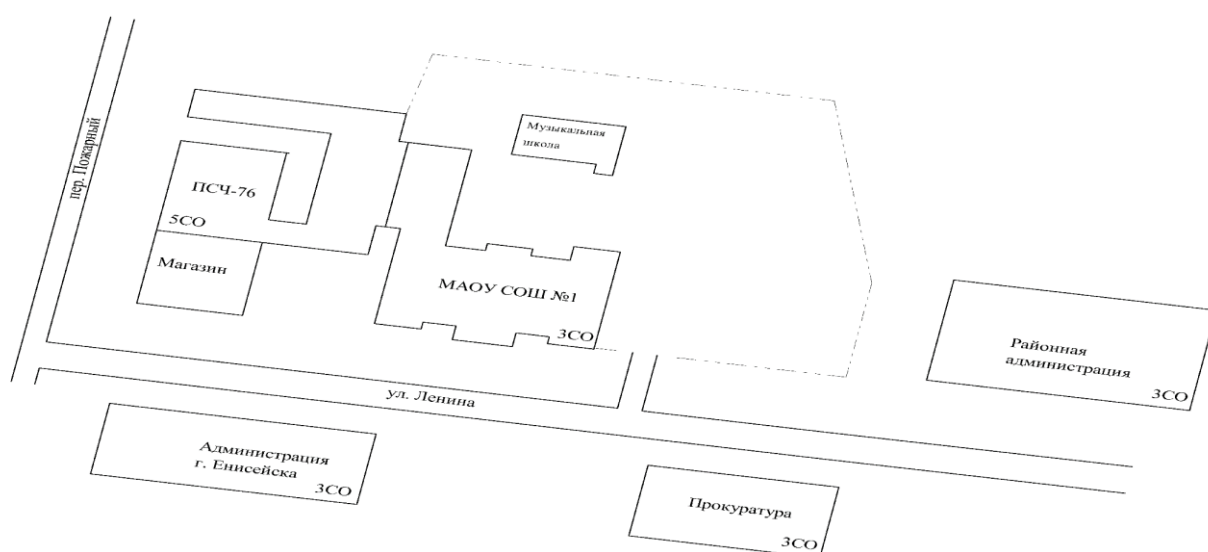 пер. Пожарный
Музыкальная
школа
ПСЧ-76
5СО
Магазин
МАОУ СОШ №1
3СО
Районная
администрация
3СО
ул. Ленина
Администрация
г. Енисейска
3СО
Прокуратура
3СО